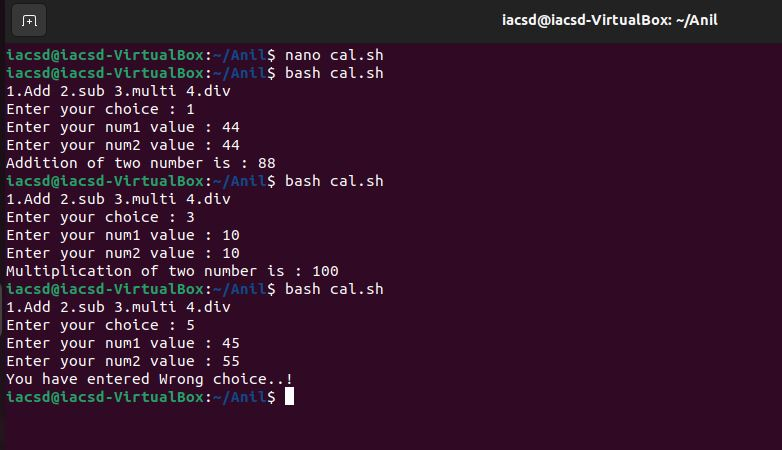 iacsd@iacsd-VirtualBox: ~/Anil
iacsd@iacsd-VirtualBox:~/Anil$ nano cal.sh
iacsd@iacsd-VirtualBox:~/Anil$ bash cal.sh
1.Add 2.sub 3.multi 4.div
Enter your choice : 1
Enter your num1 value : 44
Enter your num2 value : 44
Addition of two number is : 88
iacsd@iacsd-VirtualBox:~/Anil$ bash cal.sh
1.Add 2.sub 3.multi 4.div
Enter your choice : 3
Enter your num1 value : 10
Enter your num2 value : 10
Multiplication of two number is : 100
iacsd@iacsd-VirtualBox:~/Anil$ bash cal.sh
1.Add 2.sub 3.multi 4.div
Enter your choice : 5
Enter your num1 value : 45
Enter your num2 value : 55
You have entered Wrong choice..!
iacsd@iacsd-VirtualBox:~/Anil$